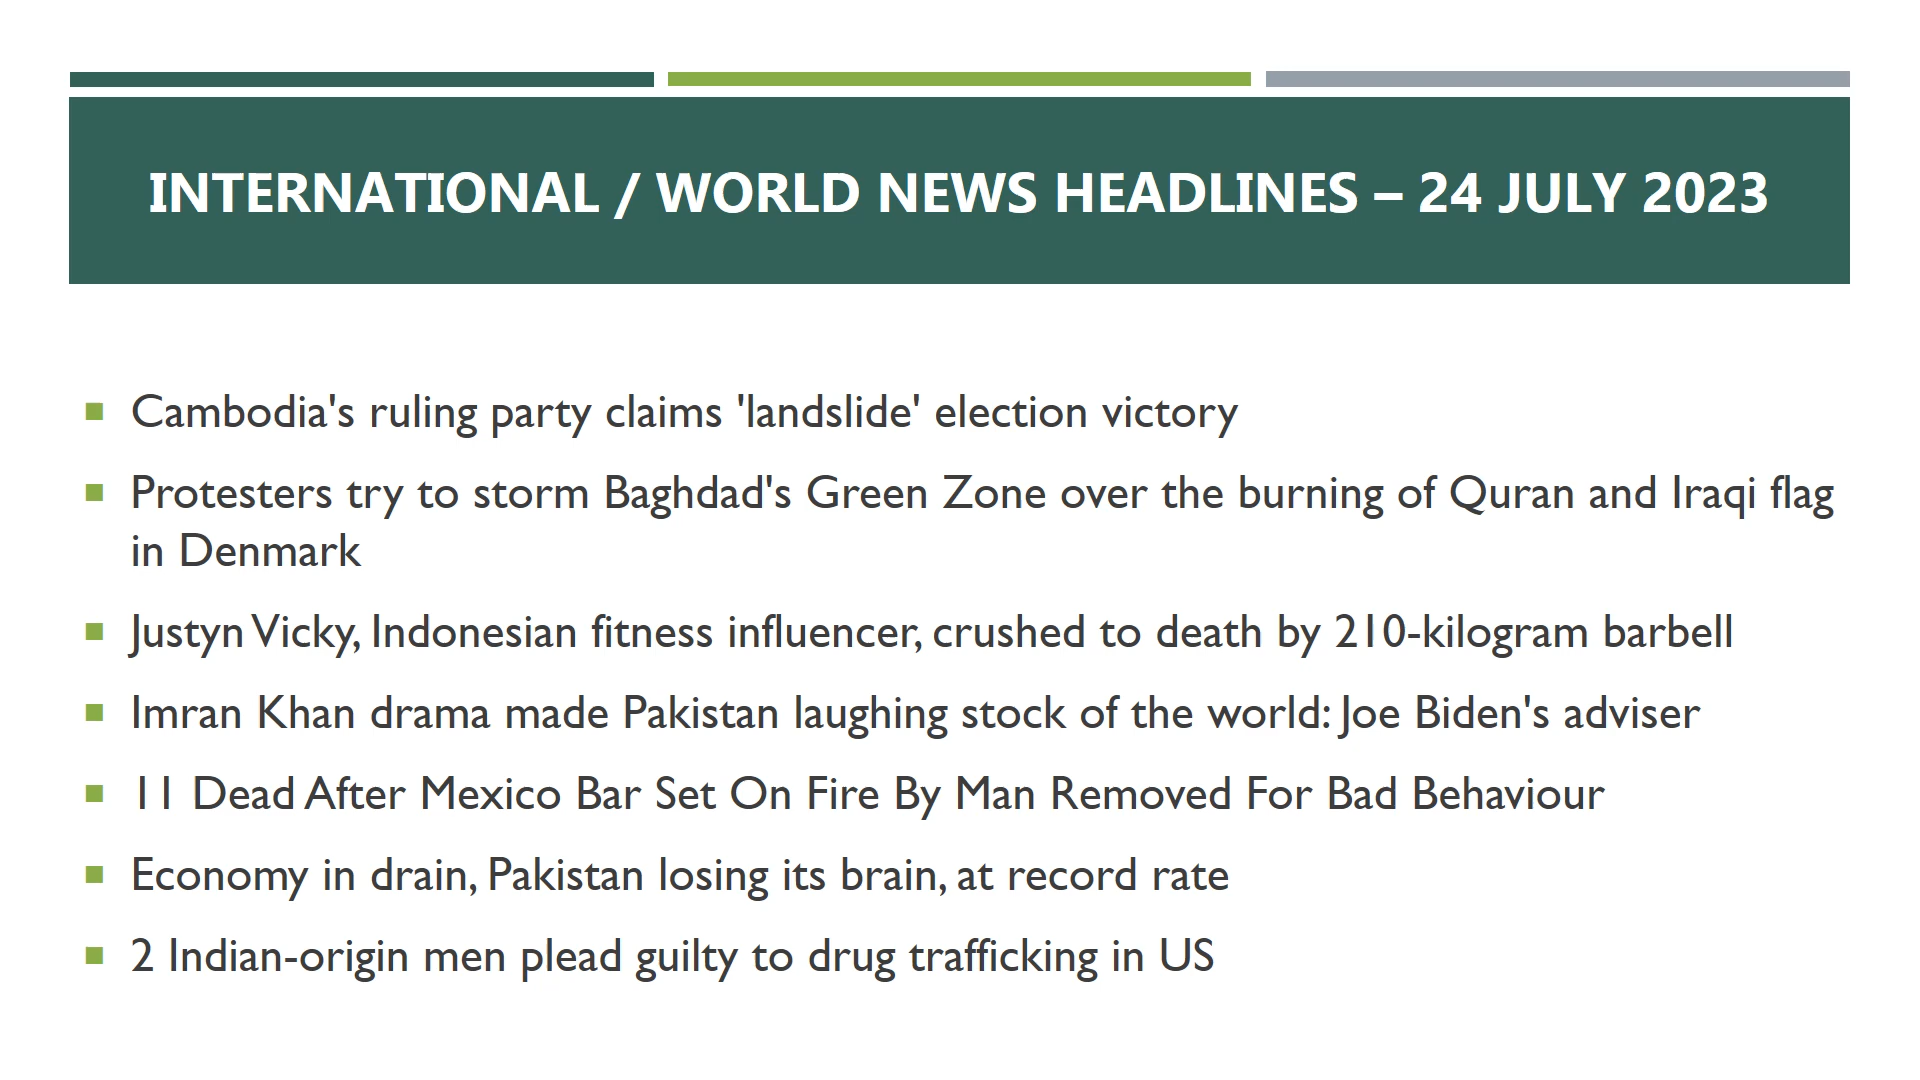 INTERNATIONAL / WORLD NEWS HEADLINES – 24 JULY 2023
Cambodia's ruling party claims 'landslide' election victory
Protesters try to storm Baghdad's Green Zone over the burning of Quran and Iraqi flag
in Denmark
Justyn Vicky, Indonesian fitness influencer, crushed to death by 210-kilogram barbell
Imran Khan drama made Pakistan laughing stock of the world: Joe Biden's adviser
11 Dead After Mexico Bar Set On Fire By Man Removed For Bad Behaviour
Economy in drain, Pakistan losing its brain, at record rate
2 Indian-origin men plead guilty to drug trafficking in US